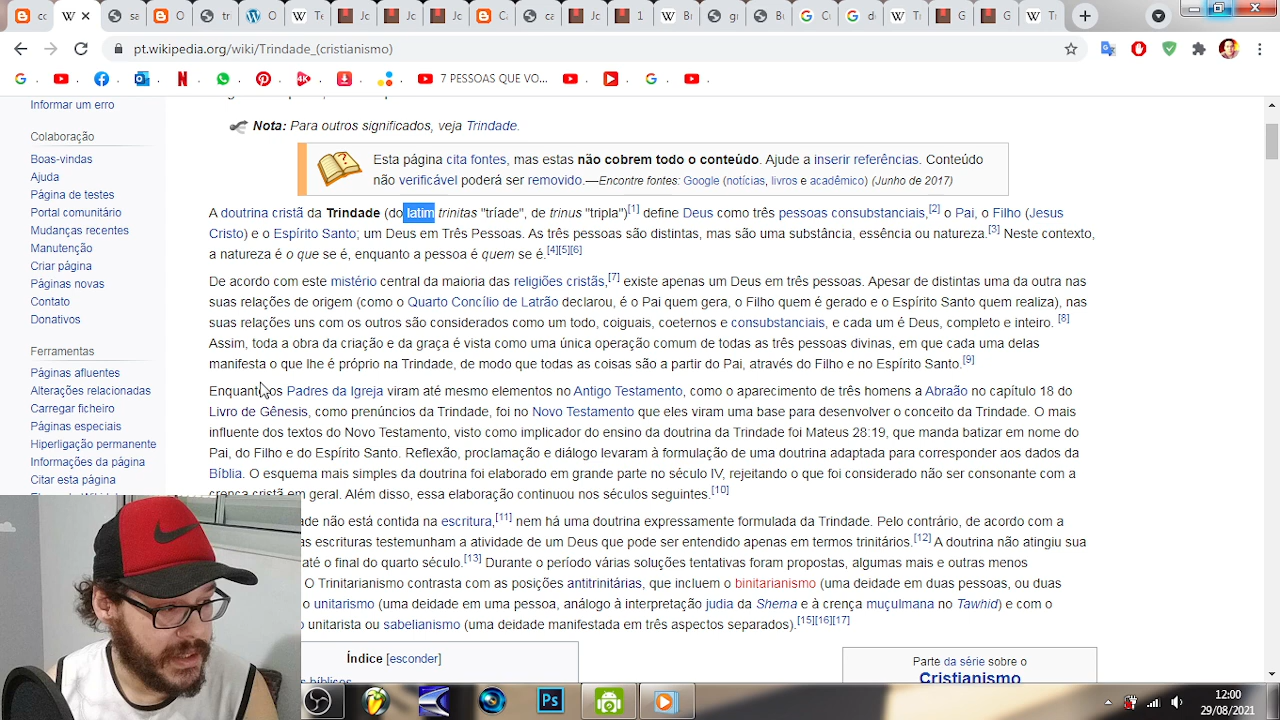 cc
sa
O
tr
O
Te
Jo
Jo
Jo
Ca
ca
Jo
1
Br
gr
Bu
C
d
Tr
G
G
Tr
pt.wikipedia.org/wiki/Trindade_(cristianismo)
7 PESSOAS QUE VO...
Informar um erro
Colaboração
Boas-vindas
Ajuda
Página de testes
Portal comunitário
Mudanças recentes
Manutenção
Criar página
Páginas novas
Contato
Donativos
Ferramentas
Páginas afluentes
Alterações relacionadas
Carregar ficheiro
Páginas especiais
Hiperligação permanente
Informações da página
Citar esta página
Nota: Para outros significados, veja Trindade.
Esta página cita fontes, mas estas não cobrem todo o conteúdo. Ajude a inserir referências. Conteúdo
não verificável poderá ser removido.—Encontre fontes: Google (notícias, livros e acadêmico) (Junho de 2017)
A doutrina cristã da Trindade (do latim trinitas "tríade", de trinus "tripla")[1] define Deus como três pessoas consubstanciais,[2] o Pai, o Filho (Jesus
Cristo) e o Espírito Santo; um Deus em Três Pessoas. As três pessoas são distintas, mas são uma substância, essência ou natureza.[3] Neste contexto,
a natureza é o que se é, enquanto a pessoa é quem se é.[4][5][6]
De acordo com este mistério central da maioria das religiões cristãs,[7] existe apenas um Deus em três pessoas. Apesar de distintas uma da outra nas
suas relações de origem (como o Quarto Concílio de Latrão declarou, é o Pai quem gera, o Filho quem é gerado e o Espírito Santo quem realiza), nas
suas relações uns com os outros são considerados como um todo, coiguais, coeternos e consubstanciais, e cada um é Deus, completo e inteiro. [8]
Assim, toda a obra da criação e da graça é vista como uma única operação comum de todas as três pessoas divinas, em que cada uma delas
manifesta o que lhe é próprio na Trindade, de modo que todas as coisas são a partir do Pai, através do Filho e no Espírito Santo.[9]
Enquanto os Padres da Igreja viram até mesmo elementos no Antigo Testamento, como o aparecimento de três homens a Abraão no capítulo 18 do
Livro de Gênesis, como prenúncios da Trindade, foi no Novo Testamento que eles viram uma base para desenvolver o conceito da Trindade. O mais
influente dos textos do Novo Testamento, visto como implicador do ensino da doutrina da Trindade foi Mateus 28:19, que manda batizar em nome do
Pai, do Filho e do Espírito Santo. Reflexão, proclamação e diálogo levaram à formulação de uma doutrina adaptada para corresponder aos dados da
Bíblia. O esquema mais simples da doutrina foi elaborado em grande parte no século IV, rejeitando o que foi considerado não ser consonante com a
crença cristã em geral. Além disso, essa elaboração continuou nos séculos seguintes.[10]
ade não está contida na escritura,[11] nem há uma doutrina expressamente formulada da Trindade. Pelo contrário, de acordo com a
as escrituras testemunham a atividade de um Deus que pode ser entendido apenas em termos trinitários.[12] A doutrina não atingiu sua
até o final do quarto século.[13] Durante o período várias soluções tentativas foram propostas, algumas mais e outras menos
O Trinitarianismo contrasta com as posições antitrinitárias, que incluem o binitarianismo (uma deidade em duas pessoas, ou duas
o unitarismo (uma deidade em uma pessoa, análogo à interpretação judia da Shema e à crença muçulmana no Tawhid) e com o
unitarista ou sabelianismo (uma deidade manifestada em três aspectos separados).[15][16][17]
Índice [esconder]
bíblicos
Parte da série sobre o
Cristianismo
Ps
12:00
29/08/2021